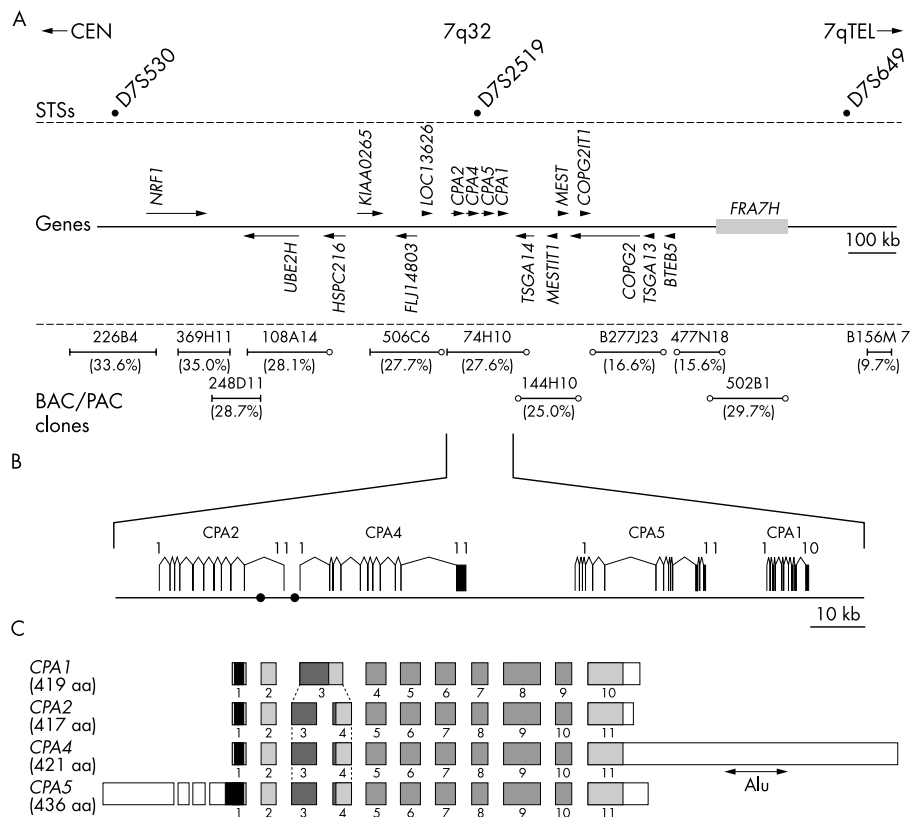 A
CEN
7q32
7qTEL
D7S530
D7S2519
D7S649
STSs
NRF1
KIAA0265
LOC13626
CPA2
CPA4
CPA5
CPA1
MEST
COPG2IT1
FRA7H
Genes
100 kb
UBE2H
HSPC216
FLJ14803
TSGA14
MESTIT1
COPG2
TSGA13
BTEB5
226B4
(33.6%)
369H11
(35.0%)
108A14
(28.1%)
506C6
(27.7%)
74H10
(27.6%)
B277J23
(16.6%)
477N18
(15.6%)
B156M 7
(9.7%)
248D11
(28.7%)
144H10
(25.0%)
502B1
(29.7%)
BAC/PAC
clones
B
CPA2
1 11
CPA4
1 11
CPA5
1 11
CPA1
1 10
10 kb
C
CPA1
(419 aa)
1 2 3 4 5 6 7 8 9 10
CPA2
(417 aa)
1 2 3 4 5 6 7 8 9 10 11
CPA4
(421 aa)
1 2 3 4 5 6 7 8 9 10 11
Alu
CPA5
(436 aa)
1 2 3 4 5 6 7 8 9 10 11